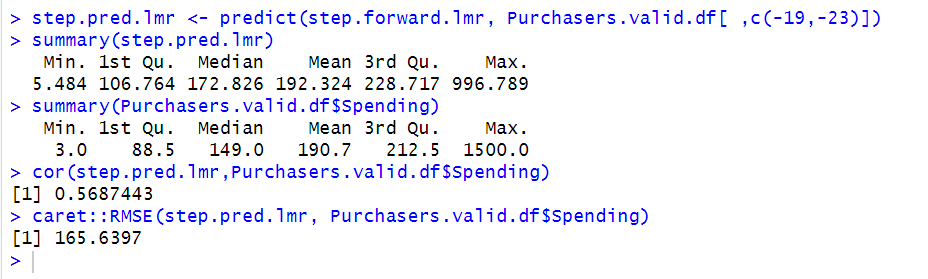 > step.pred.lmr <- predict(step.forward.lmr, Purchasers.valid.df[ ,c(-19,-23)])
> summary(step.pred.lmr)
   Min. 1st Qu.  Median    Mean 3rd Qu.    Max.
  5.484 106.764 172.826 192.324 228.717 996.789
> summary(Purchasers.valid.df$Spending)
   Min. 1st Qu.  Median    Mean 3rd Qu.    Max.
    3.0    88.5   149.0   190.7   212.5  1500.0
> cor(step.pred.lmr,Purchasers.valid.df$Spending)
[1] 0.5687443
> caret::RMSE(step.pred.lmr, Purchasers.valid.df$Spending)
[1] 165.6397
>